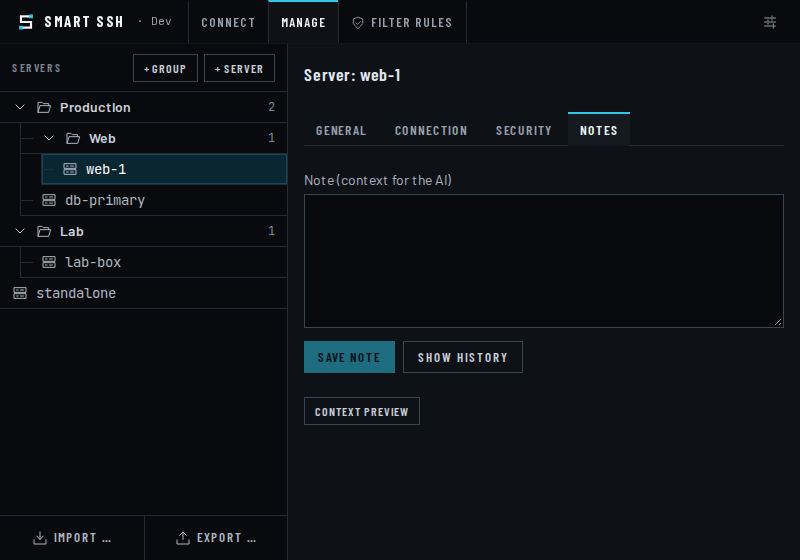 SMART SSH · Dev CONNECT MANAGE FILTER RULES
SERVERS +GROUP +SERVER
Production 2
Web 1
web-1
db-primary
Lab 1
lab-box
standalone
IMPORT … EXPORT …
Server: web-1
GENERAL CONNECTION SECURITY NOTES
Note (context for the AI)
SAVE NOTE SHOW HISTORY
CONTEXT PREVIEW